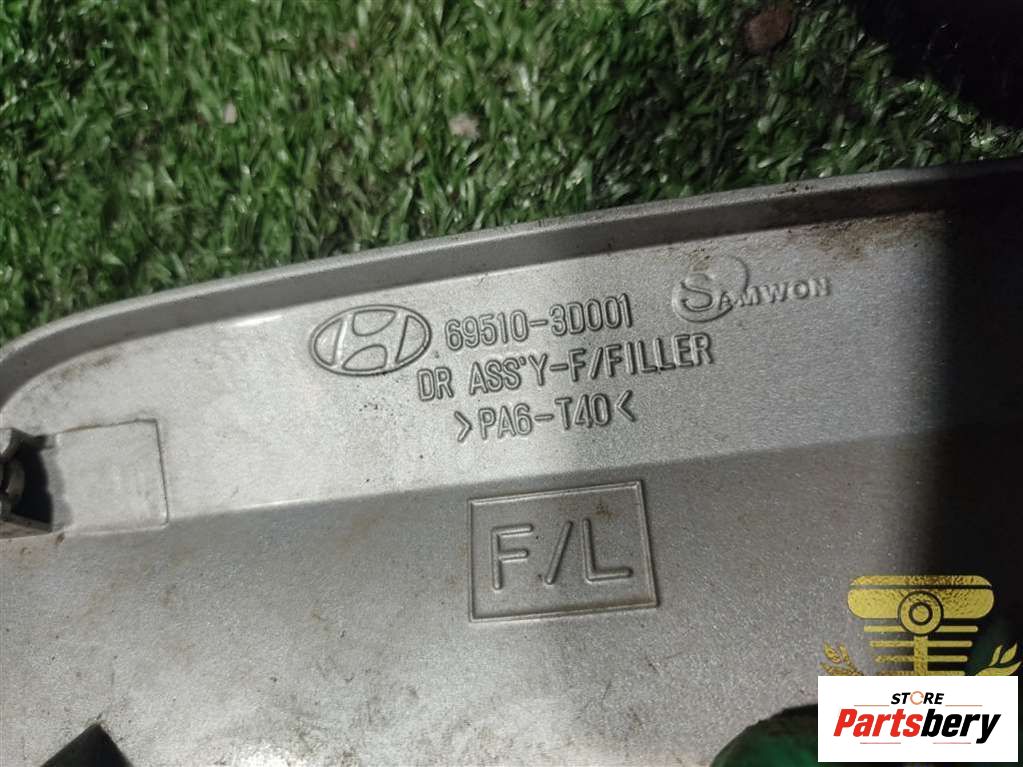 69510-3D001
SAMWON
DR ASS'Y-F/FILLER
>PA6-T40<
F/L
STORE
Partsbery